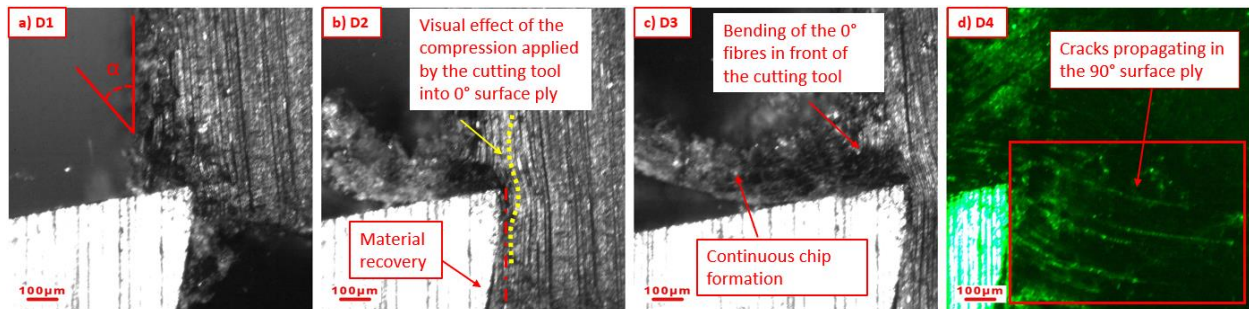 a) D1
α
100µm
b) D2
Visual effect of the
compression applied
by the cutting tool
into 0° surface ply
Material
recovery
100µm
c) D3
Bending of the 0°
fibres in front of
the cutting tool
Continuous chip
formation
100µm
d) D4
Cracks propagating in
the 90° surface ply
100µm